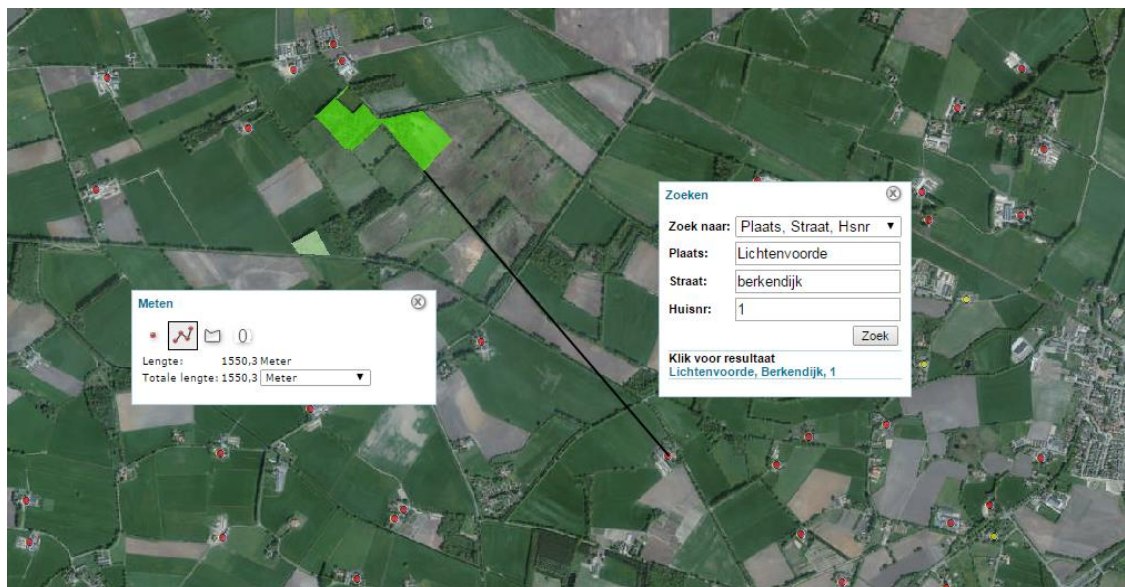 Zoeken
Zoek naar: Plaats, Straat, Hsnr
Plaats: Lichtenvoorde
Straat: berkendijk
Huisnr: 1
Zoek
Klik voor resultaat
Lichtenvoorde, Berkendijk, 1
Meten
Lengte: 1550,3 Meter
Totale lengte: 1550,3 Meter